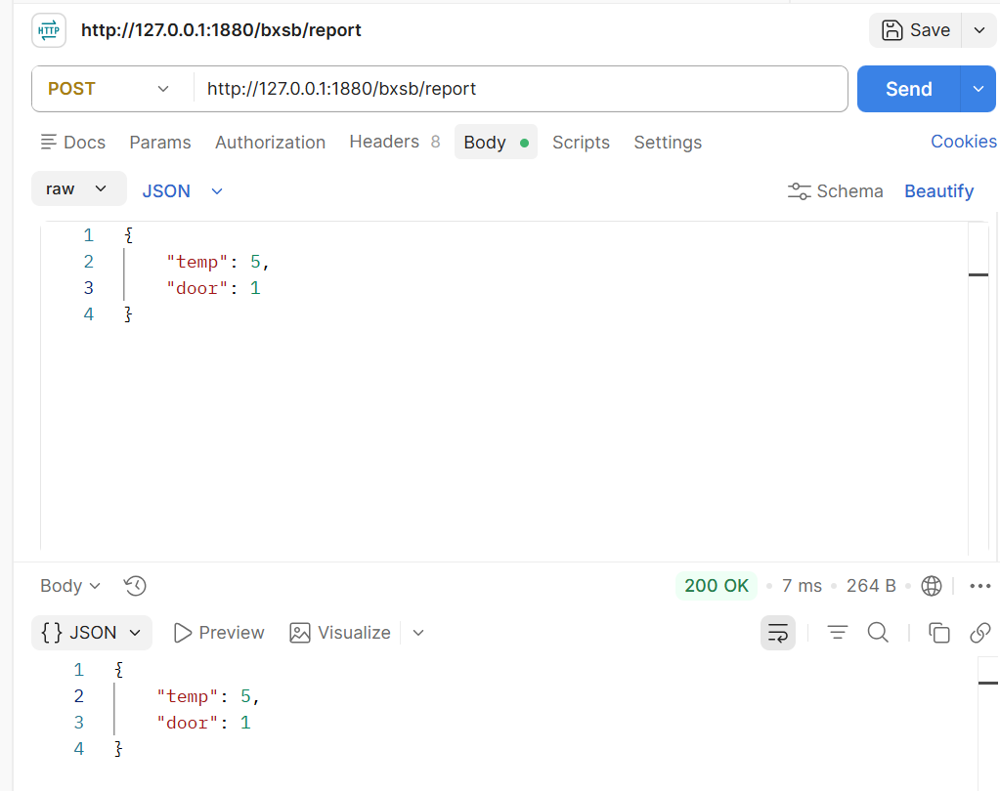 HTTP http://127.0.0.1:1880/bxsb/report Save
POST http://127.0.0.1:1880/bxsb/report Send
Docs Params Authorization Headers 8 Body Scripts Settings Cookies
raw JSON Schema Beautify
1 {
2 "temp": 5,
3 "door": 1
4 }
Body 200 OK • 7 ms • 264 B •
{} JSON Preview Visualize
1 {
2 "temp": 5,
3 "door": 1
4 }